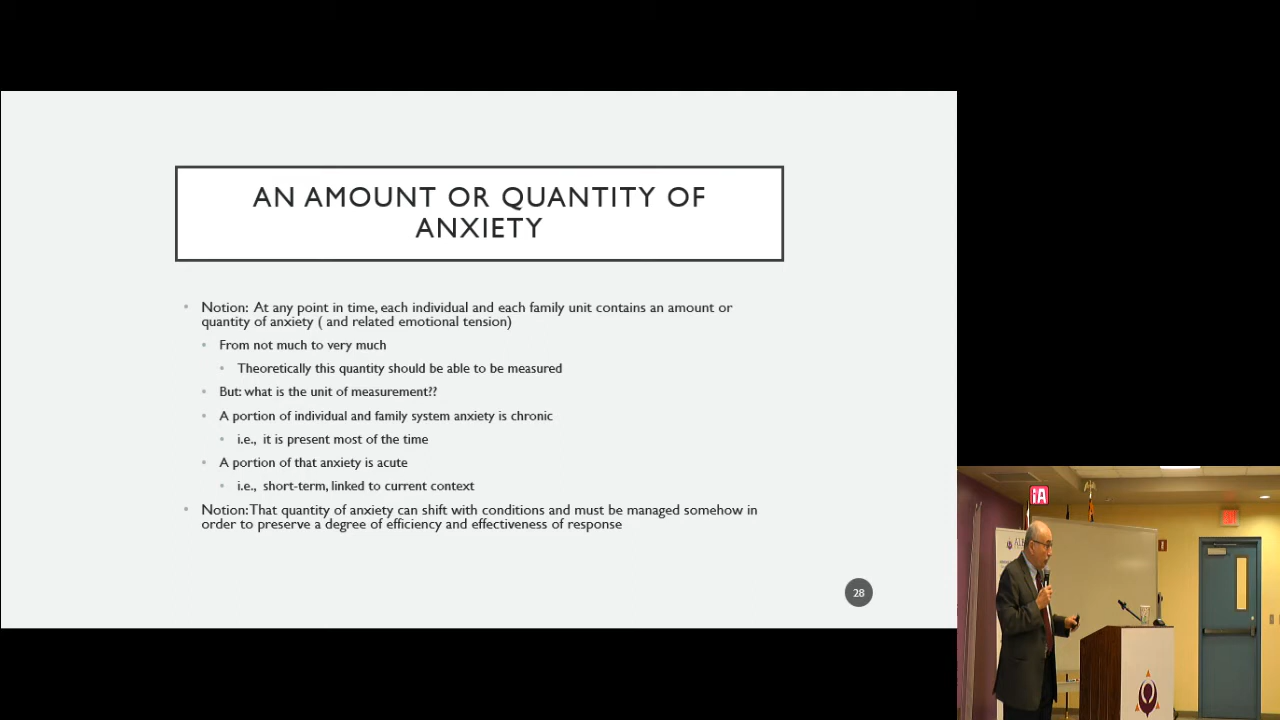 AN AMOUNT OR QUANTITY OF
ANXIETY
Notion: At any point in time, each individual and each family unit contains an amount or
quantity of anxiety ( and related emotional tension)
From not much to very much
Theoretically this quantity should be able to be measured
But: what is the unit of measurement??
A portion of individual and family system anxiety is chronic
i.e., it is present most of the time
A portion of that anxiety is acute
i.e., short-term, linked to current context
Notion: That quantity of anxiety can shift with conditions and must be managed somehow in
order to preserve a degree of efficiency and effectiveness of response
28
iA